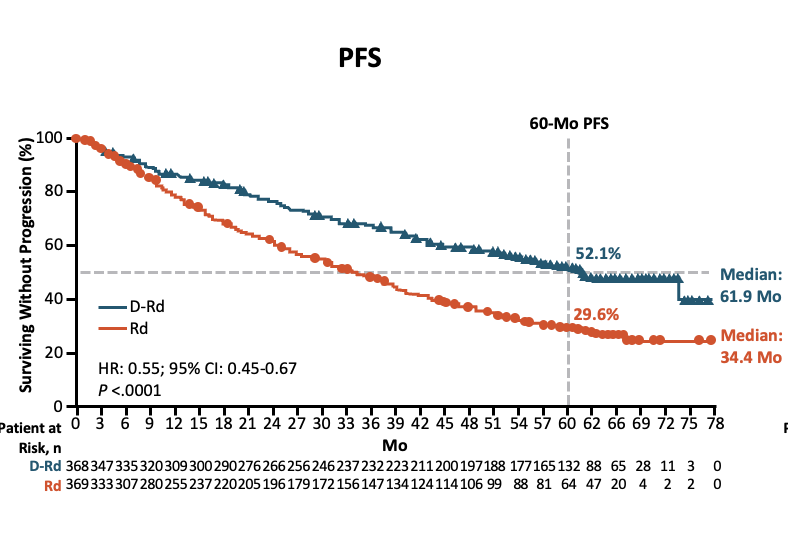 PFS
60-Mo PFS
Surviving Without Progression (%)
100
80
60
40
20
0
52.1%
29.6%
Median:
61.9 Mo
Median:
34.4 Mo
D-Rd
Rd
HR: 0.55; 95% CI: 0.45-0.67
P <.0001
0 3 6 9 12 15 18 21 24 27 30 33 36 39 42 45 48 51 54 57 60 62 66 69 72 75 78
Mo
Patient at
Risk, n
D-Rd 368 347 335 320 309 300 290 276 266 256 246 237 232 223 211 200 197 188 177 165 132 88 65 28 11 3 0
Rd 369 333 307 280 255 237 220 205 196 179 172 156 147 134 124 114 106 99 88 81 64 47 20 4 2 2 0